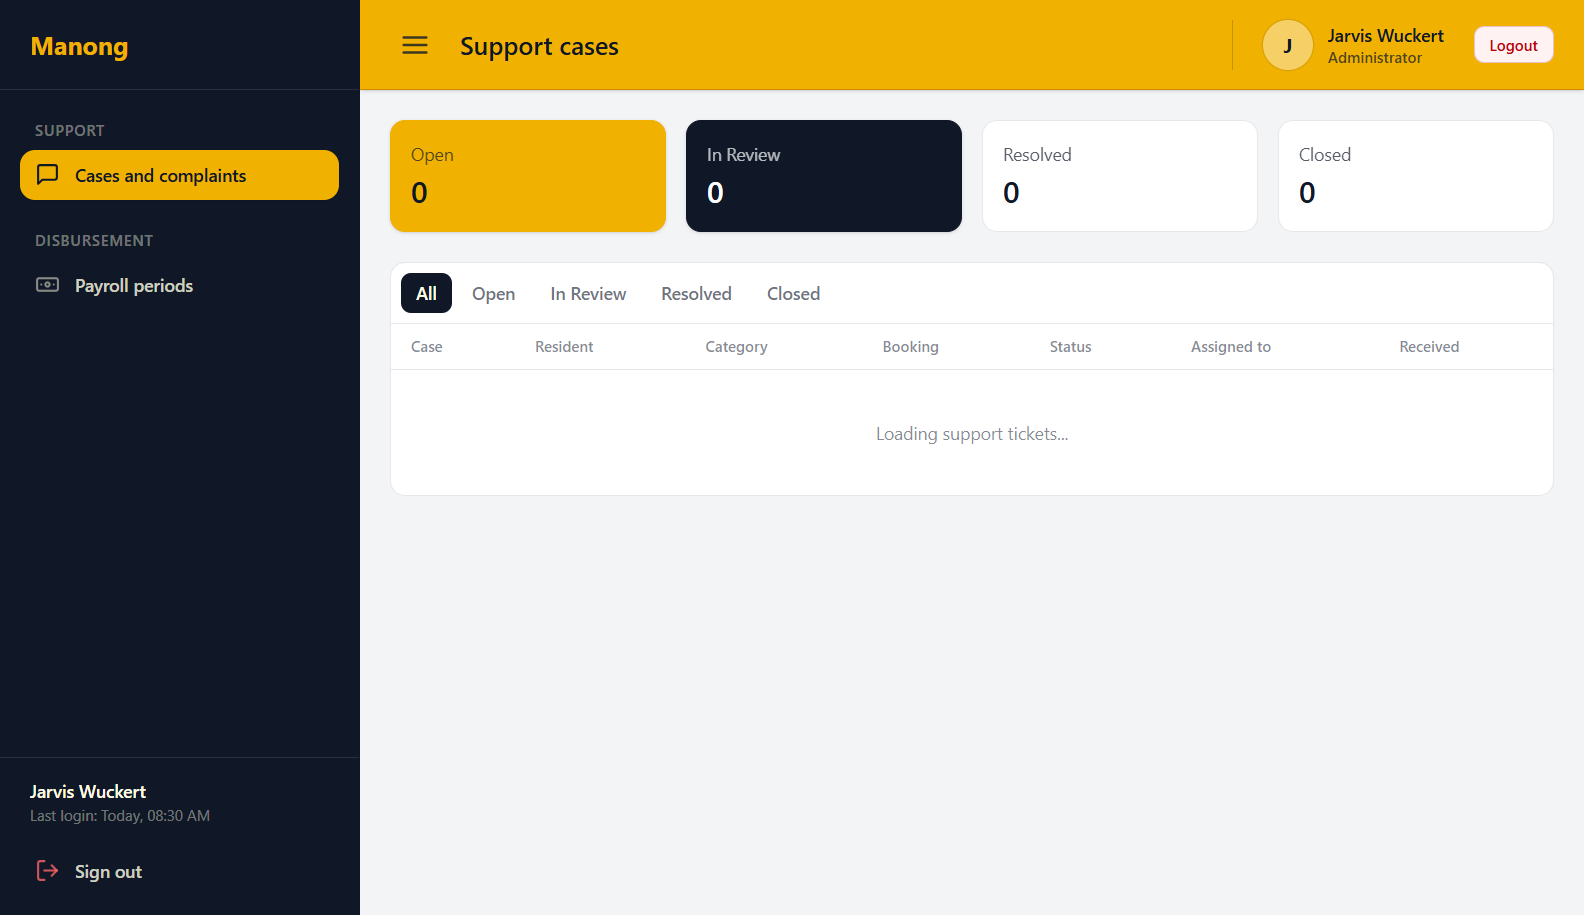 Manong
Support cases
J
Jarvis Wuckert
Administrator
Logout
SUPPORT
Cases and complaints
DISBURSEMENT
Payroll periods
Open
0
In Review
0
Resolved
0
Closed
0
All Open In Review Resolved Closed
Case Resident Category Booking Status Assigned to Received
Loading support tickets...
Jarvis Wuckert
Last login: Today, 08:30 AM
Sign out